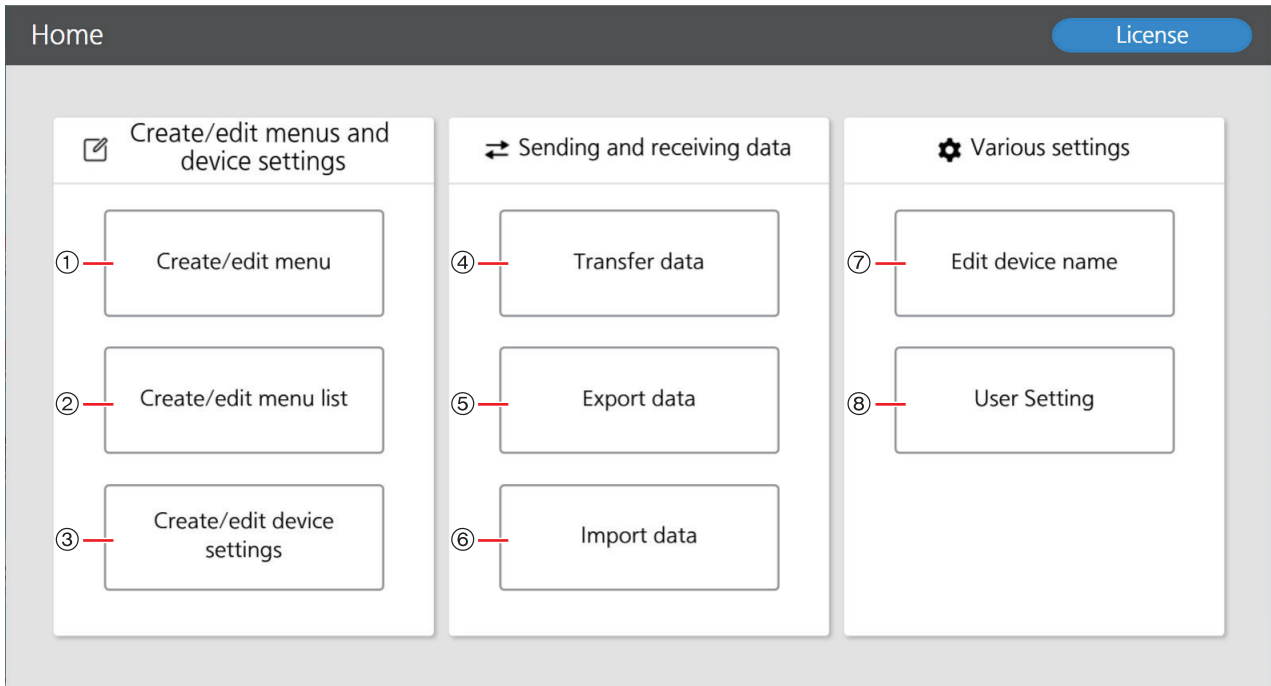 Home
License
Create/edit menus and
device settings
① Create/edit menu
② Create/edit menu list
③ Create/edit device
settings
Sending and receiving data
④ Transfer data
⑤ Export data
⑥ Import data
Various settings
⑦ Edit device name
⑧ User Setting